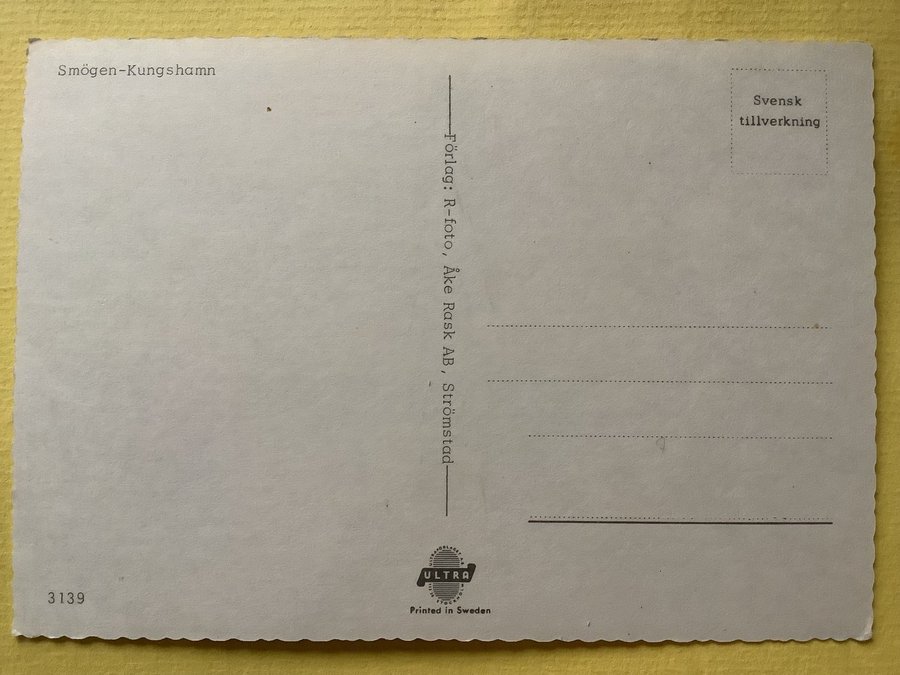 Smögen-Kungshamn
Svensk
tillverkning
Förlag: R-foto, Åke Rask AB, Strömstad
ULTRA
Printed in Sweden
3139